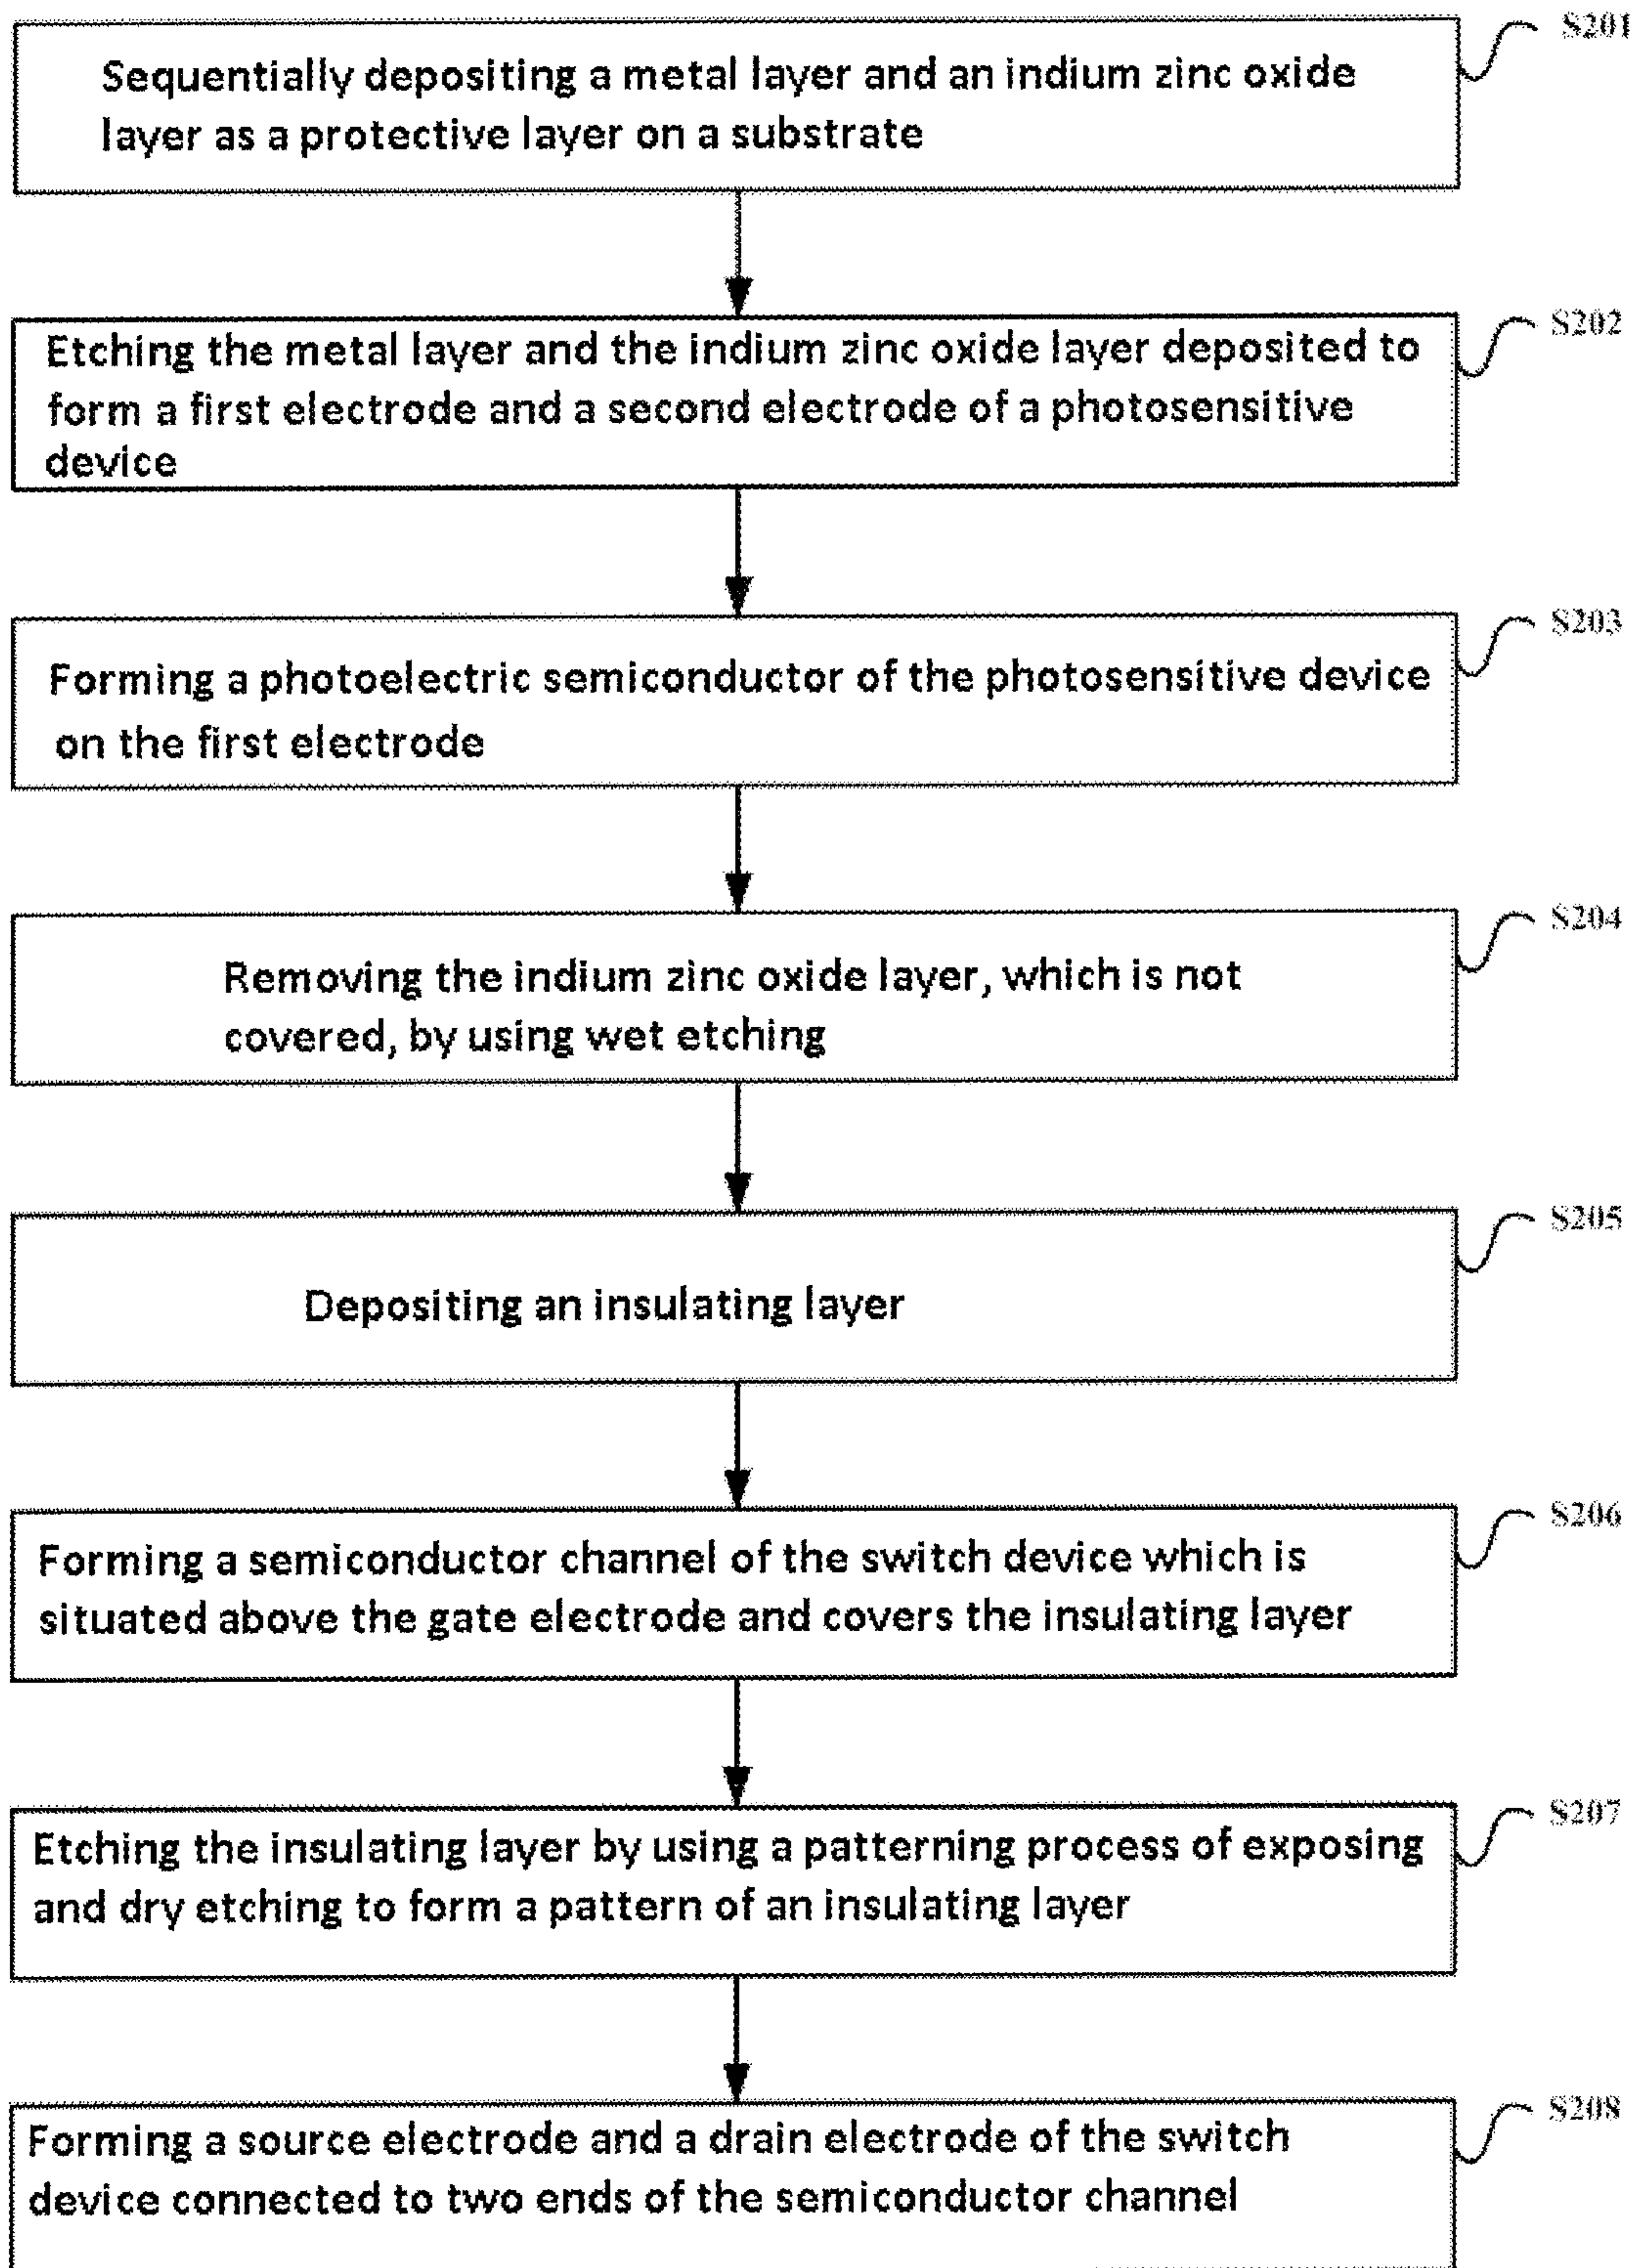 S201
Sequentially depositing a metal layer and an indium zinc oxide
layer as a protective layer on a substrate
S202
Etching the metal layer and the indium zinc oxide layer deposited to
form a first electrode and a second electrode of a photosensitive
device
S203
Forming a photoelectric semiconductor of the photosensitive device
on the first electrode
S204
Removing the indium zinc oxide layer, which is not
covered, by using wet etching
S205
Depositing an insulating layer
S206
Forming a semiconductor channel of the switch device which is
situated above the gate electrode and covers the insulating layer
S207
Etching the insulating layer by using a patterning process of exposing
and dry etching to form a pattern of an insulating layer
S208
Forming a source electrode and a drain electrode of the switch
device connected to two ends of the semiconductor channel